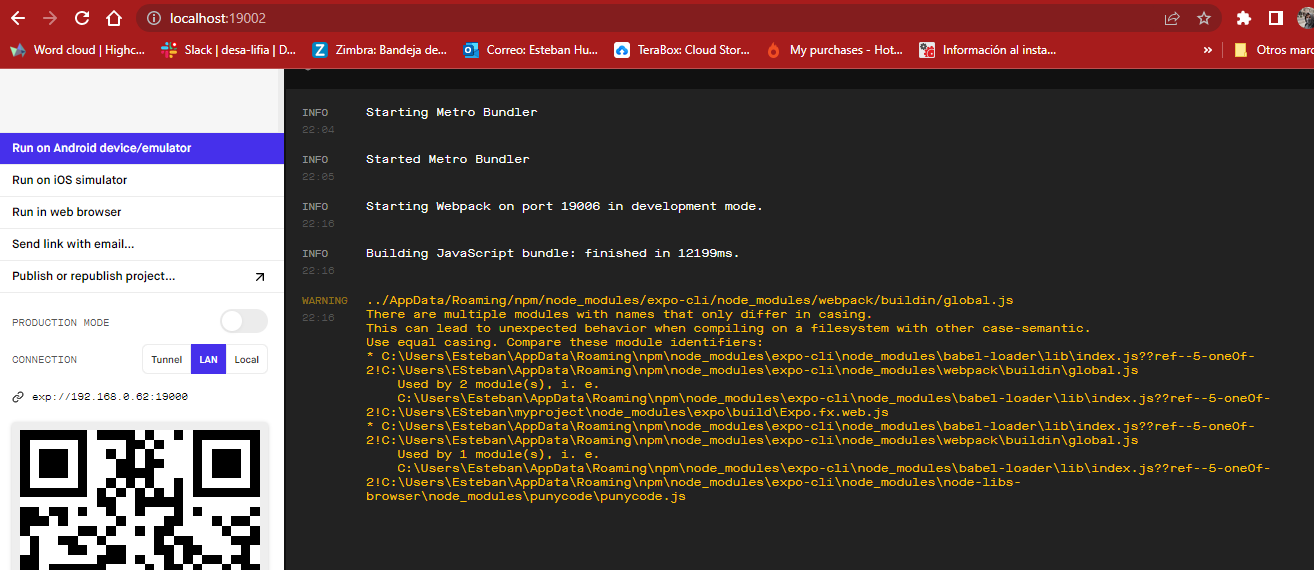 localhost:19002
Word cloud | Highc...
Slack | desa-lifia | D...
Zimbra: Bandeja de...
Correo: Esteban Hu...
TeraBox: Cloud Stor...
My purchases - Hot...
Información al insta...
»
Otros marc
Run on Android device/emulator
Run on iOS simulator
Run in web browser
Send link with email...
Publish or republish project...
PRODUCTION MODE
CONNECTION
Tunnel
LAN
Local
exp://192.168.0.62:19000
INFO Starting Metro Bundler
22:04
INFO Started Metro Bundler
22:05
INFO Starting Webpack on port 19006 in development mode.
22:16
INFO Building JavaScript bundle: finished in 12199ms.
22:16
WARNING ../AppData/Roaming/npm/node_modules/expo-cli/node_modules/webpack/buildin/global.js
22:16 There are multiple modules with names that only differ in casing.
This can lead to unexpected behavior when compiling on a filesystem with other case-semantic.
Use equal casing. Compare these module identifiers:
* C:\Users\Esteban\AppData\Roaming\npm\node_modules\expo-cli\node_modules\babel-loader\lib\index.js??ref--5-oneOf-
2!C:\Users\Esteban\AppData\Roaming\npm\node_modules\expo-cli\node_modules\webpack\buildin\global.js
Used by 2 module(s), i. e.
C:\Users\Esteban\AppData\Roaming\npm\node_modules\expo-cli\node_modules\babel-loader\lib\index.js??ref--5-oneOf-
2!C:\Users\ESteban\myproject\node_modules\expo\build\Expo.fx.web.js
* C:\Users\Esteban\AppData\Roaming\npm\node_modules\expo-cli\node_modules\babel-loader\lib\index.js??ref--5-oneOf-
2!C:\Users\ESteban\AppData\Roaming\npm\node_modules\expo-cli\node_modules\webpack\buildin\global.js
Used by 1 module(s), i. e.
C:\Users\Esteban\AppData\Roaming\npm\node_modules\expo-cli\node_modules\babel-loader\lib\index.js??ref--5-oneOf-
2!C:\Users\Esteban\AppData\Roaming\npm\node_modules\expo-cli\node_modules\node-libs-
browser\node_modules\punycode\punycode.js